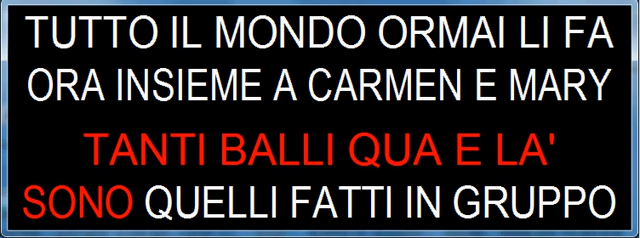 TUTTO IL MONDO ORMAI LI FA
ORA INSIEME A CARMEN E MARY
TANTI BALLI QUA E LA'
SONO QUELLI FATTI IN GRUPPO